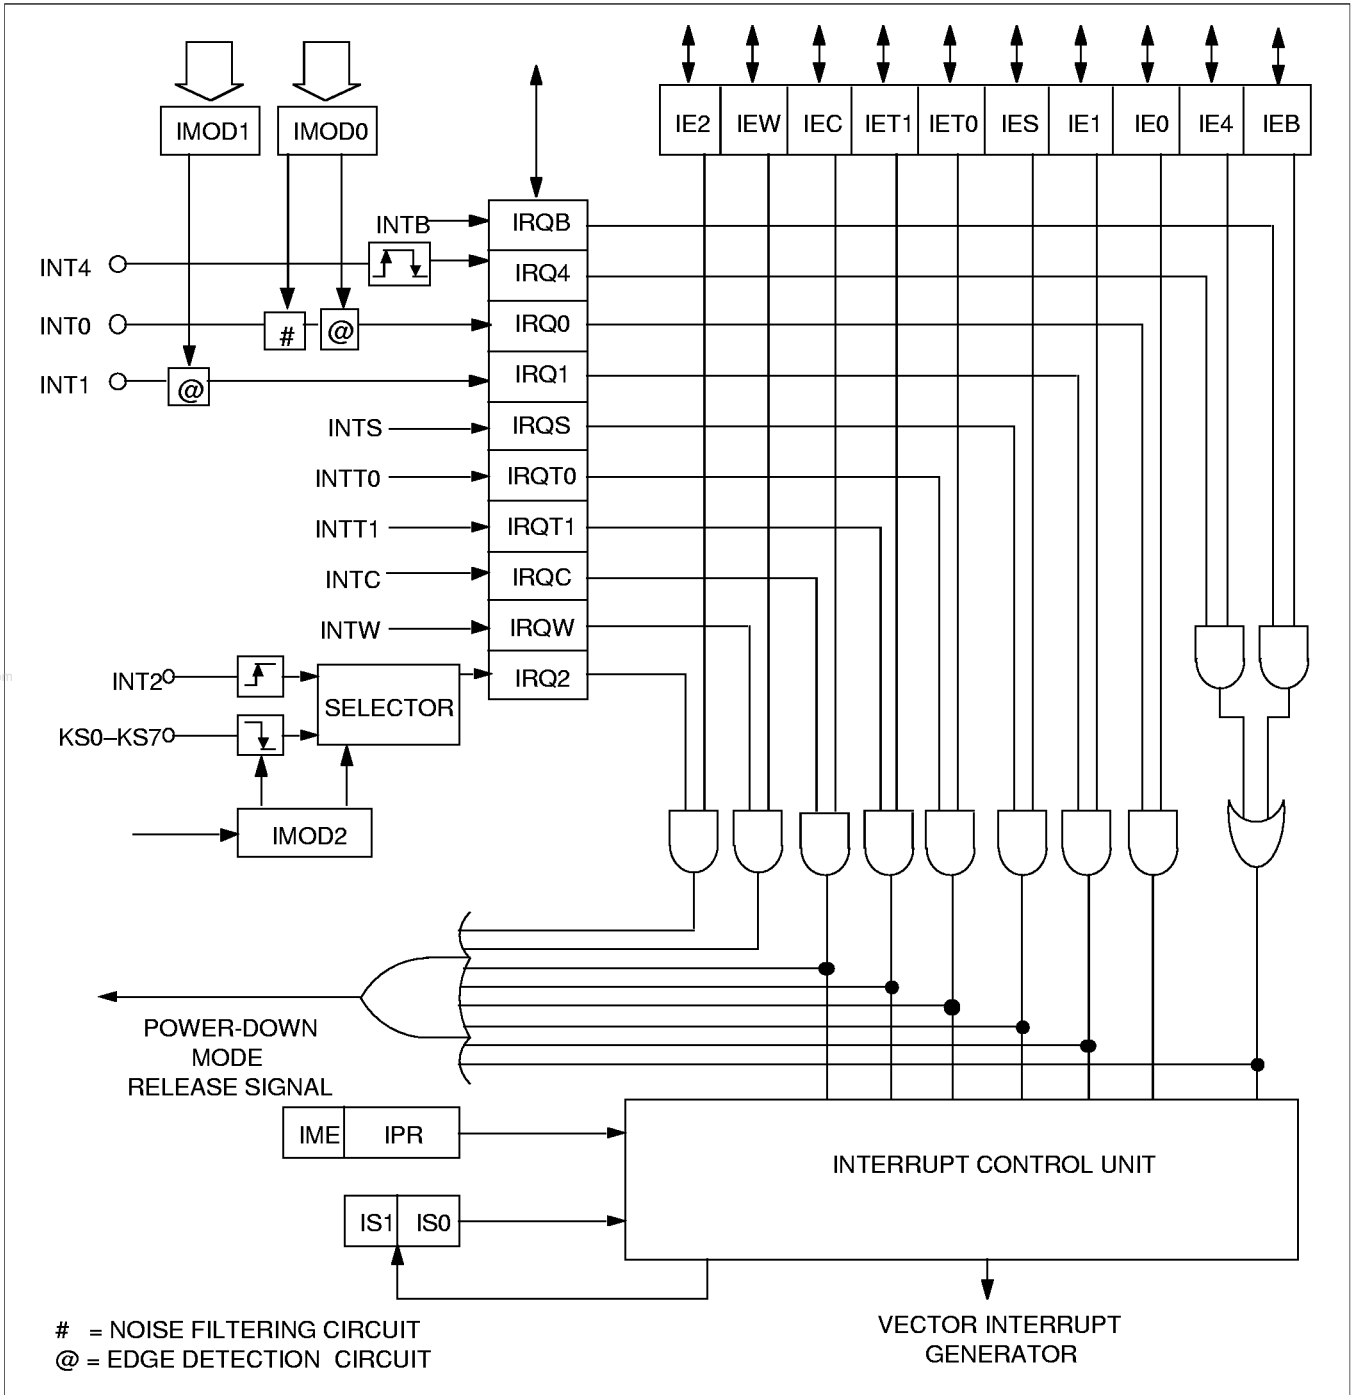 IMOD1 IMOD0
IE2 IEW IEC IET1 IET0 IES IE1 IE0 IE4 IEB
INTB IRQB
INT4 IRQ4
INT0 # @ IRQ0
INT1 @ IRQ1
INTS IRQS
INTT0 IRQT0
INTT1 IRQT1
INTC IRQC
INTW IRQW
INT2 IRQ2
SELECTOR
KS0–KS7
IMOD2
POWER-DOWN
MODE
RELEASE SIGNAL
IME IPR
INTERRUPT CONTROL UNIT
IS1 IS0
VECTOR INTERRUPT
GENERATOR
# = NOISE FILTERING CIRCUIT
@ = EDGE DETECTION CIRCUIT